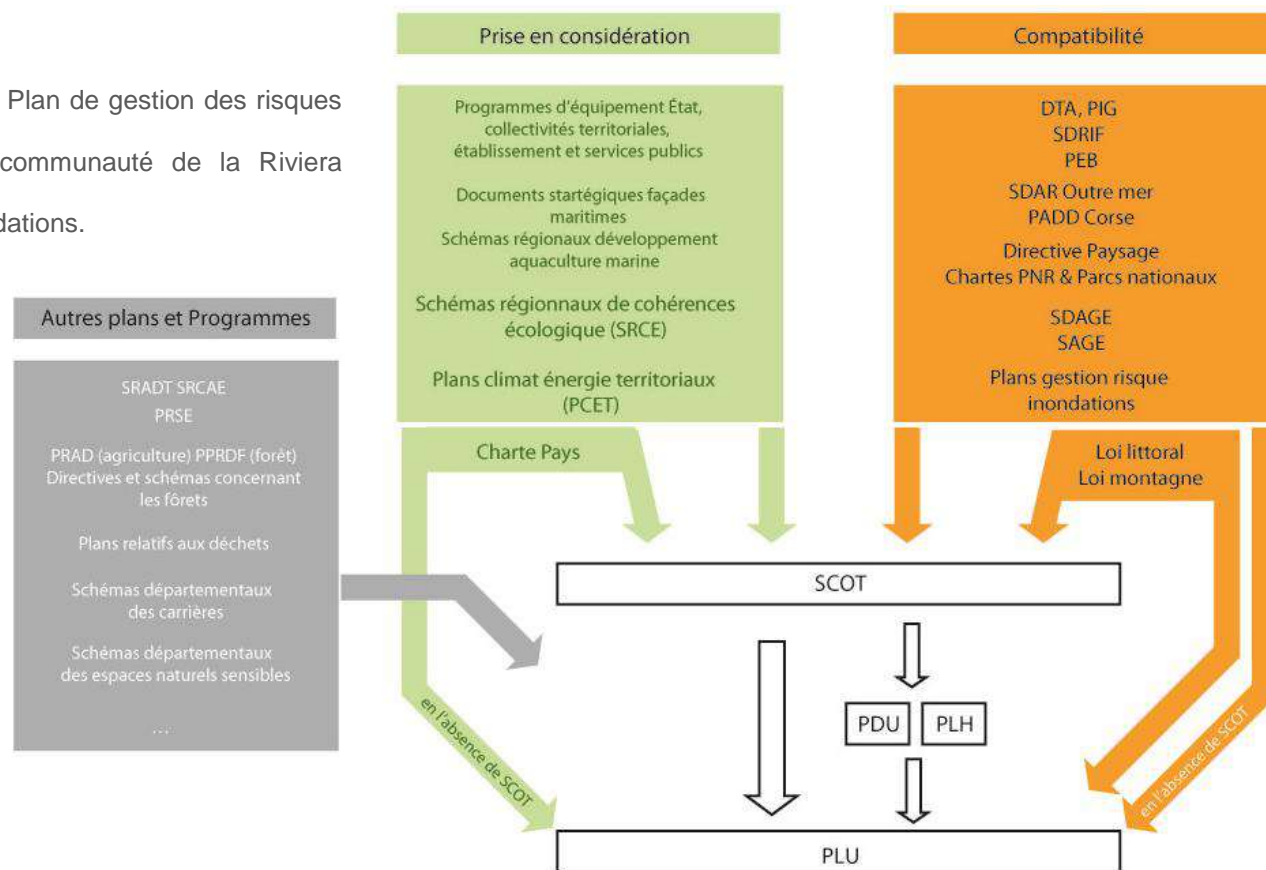 Plan de gestion des risques
communauté de la Riviera
dations.
Autres plans et Programmes
SRADT SRCAE
PRSE
PRAD (agriculture) PPRDF (forêt)
Directives et schémas concernant
les fôrets
Plans relatifs aux déchets
Schémas départementaux
des carrières
Schémas départementaux
des espaces naturels sensibles
...
Prise en considération
Programmes d'équipement État,
collectivités territoriales,
établissement et services publics
Documents startégiques façades
maritimes
Schémas régionaux développement
aquaculture marine
Schémas régionnaux de cohérences
écologique (SRCE)
Plans climat énergie territoriaux
(PCET)
Charte Pays
en l'absence de SCOT
Compatibilité
DTA, PIG
SDRIF
PEB
SDAR Outre mer
PADD Corse
Directive Paysage
Chartes PNR & Parcs nationaux
SDAGE
SAGE
Plans gestion risque
inondations
Loi littoral
Loi montagne
en l'absence de SCOT
SCOT
PDU
PLH
PLU